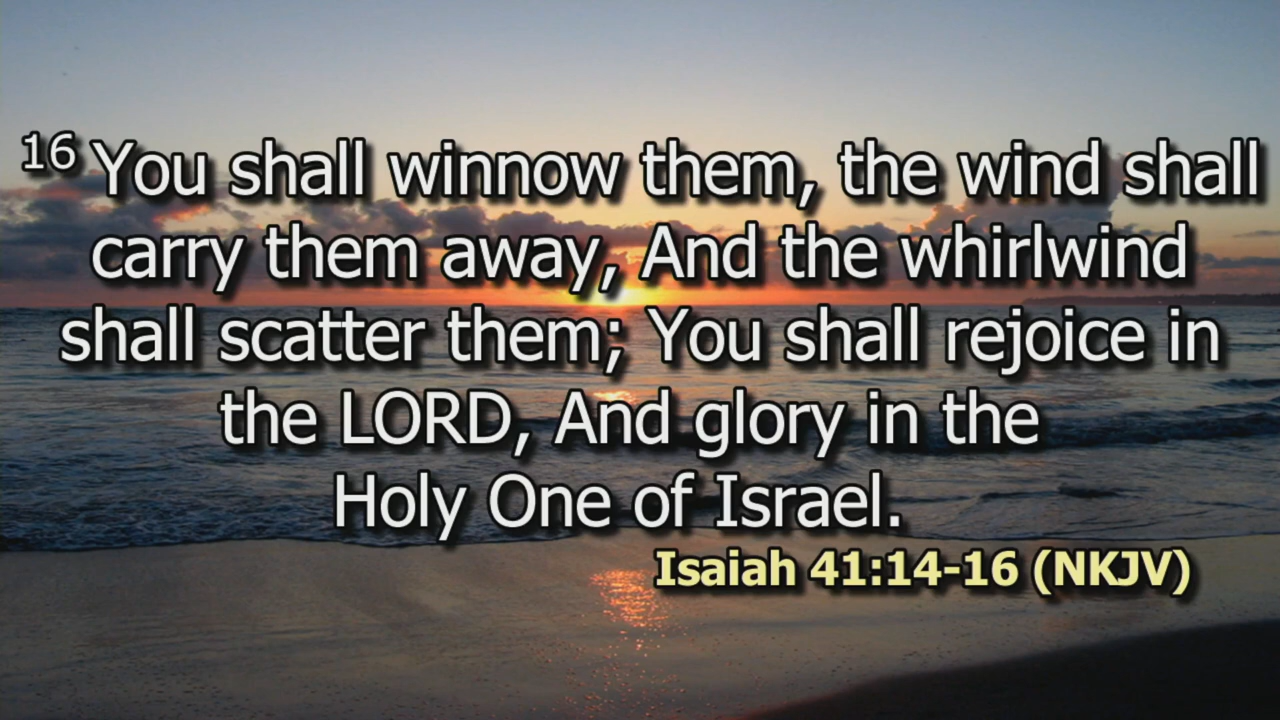 16 You shall winnow them, the wind shall
carry them away, And the whirlwind
shall scatter them; You shall rejoice in
the LORD, And glory in the
Holy One of Israel.
Isaiah 41:14-16 (NKJV)